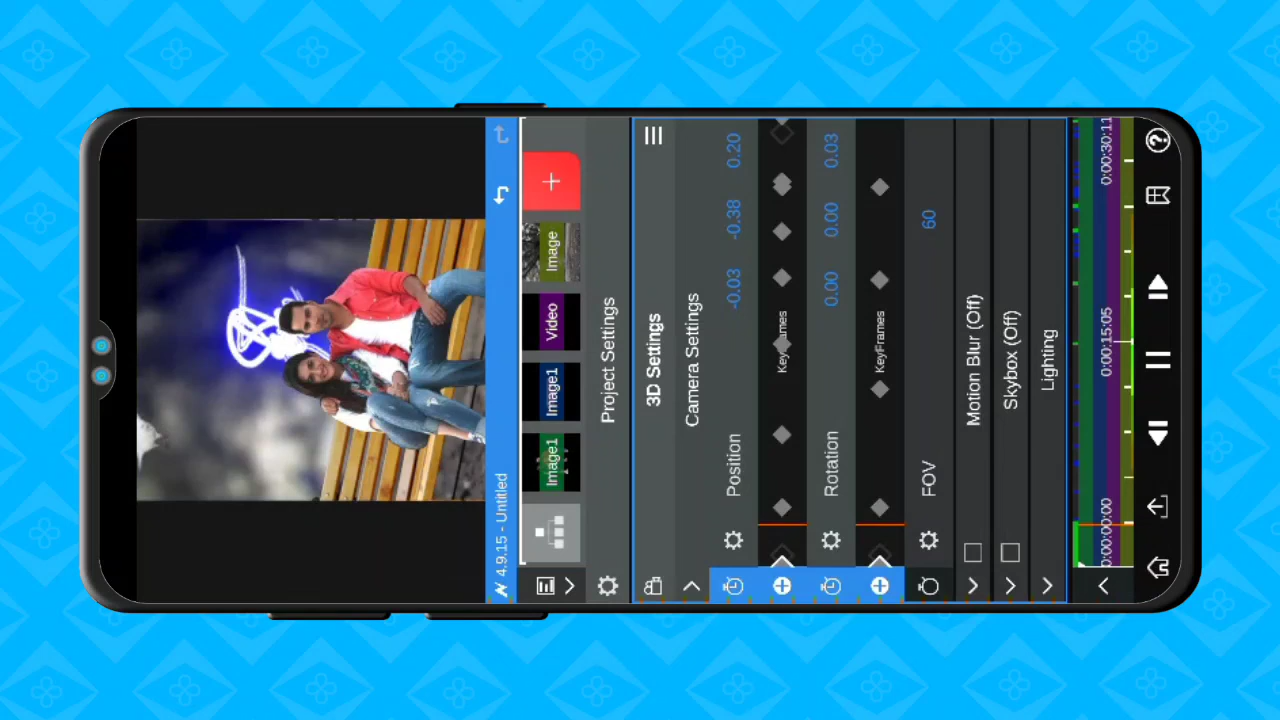 4.9.15 - Untitled
Image1
Image1
Video
Image
+
Project Settings
3D Settings
Camera Settings
Position -0.03 -0.38 0.20
KeyFrames
Rotation 0.00 0.00 0.03
KeyFrames
FOV 60
Motion Blur (Off)
Skybox (Off)
Lighting
0:00:00:00 0:00:15:05 0:00:30:11